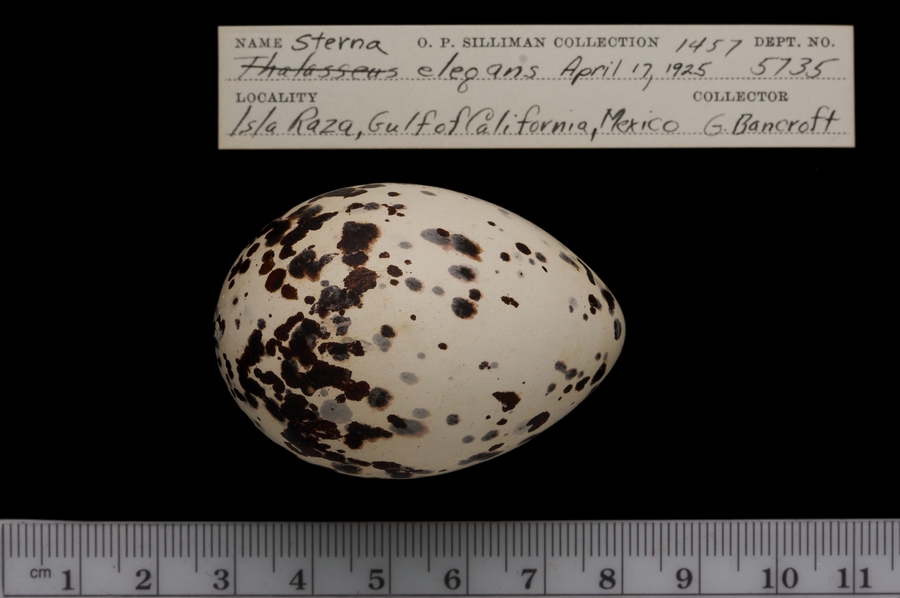 NAME Sterna O. P. SILLIMAN COLLECTION 1457 DEPT. NO.
Thalasseus elegans April 17, 1925 5735
LOCALITY COLLECTOR
Isla Raza, Gulf of California, Mexico G. Bancroft
cm 1 2 3 4 5 6 7 8 9 10 11